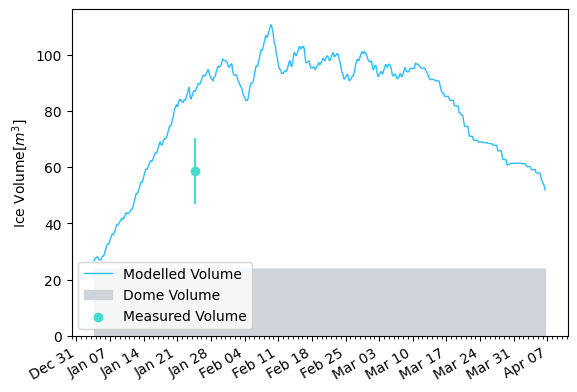 Ice Volume[m³]
100
80
60
40
20
0
Modelled Volume
Dome Volume
Measured Volume
Dec 31
Jan 07
Jan 14
Jan 21
Jan 28
Feb 04
Feb 11
Feb 18
Feb 25
Mar 03
Mar 10
Mar 17
Mar 24
Mar 31
Apr 07